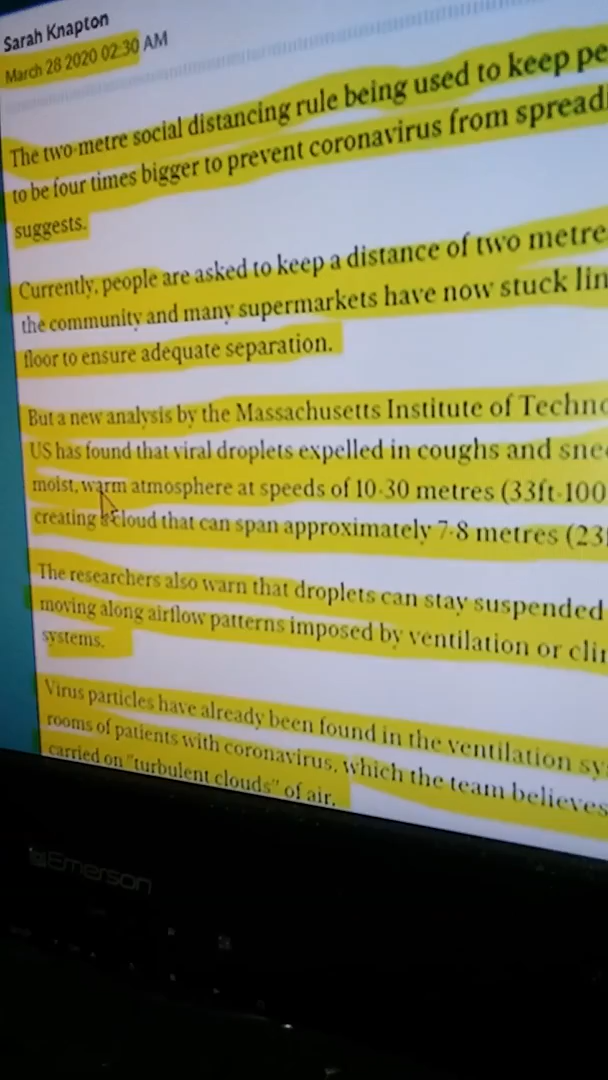 Sarah Knapton
March 28 2020 02:30 AM
The two-metre social distancing rule being used to keep pe
to be four times bigger to prevent coronavirus from spreadi
suggests.
Currently, people are asked to keep a distance of two metre
the community and many supermarkets have now stuck lin
floor to ensure adequate separation.
But a new analysis by the Massachusetts Institute of Techno
US has found that viral droplets expelled in coughs and snee
moist, warm atmosphere at speeds of 10-30 metres (33ft-100
creating a cloud that can span approximately 7-8 metres (23f
The researchers also warn that droplets can stay suspended
moving along airflow patterns imposed by ventilation or cli
systems.
Virus particles have already been found in the ventilation sy
rooms of patients with coronavirus, which the team believes
carried on "turbulent clouds" of air.
Emerson